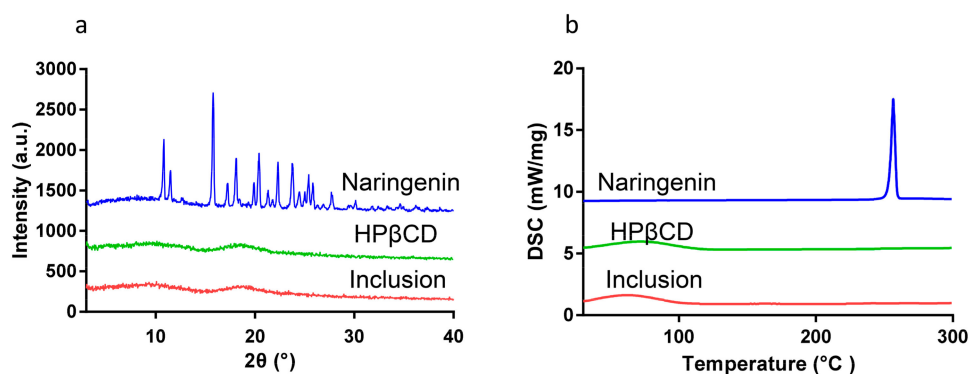 a
Intensity (a.u.)
3000
2500
2000
1500
1000
500
0
Naringenin
HPβCD
Inclusion
10
20
30
40
2θ (°)
b
DSC (mW/mg)
20
15
10
5
0
Naringenin
HPβCD
Inclusion
100
200
300
Temperature (°C )